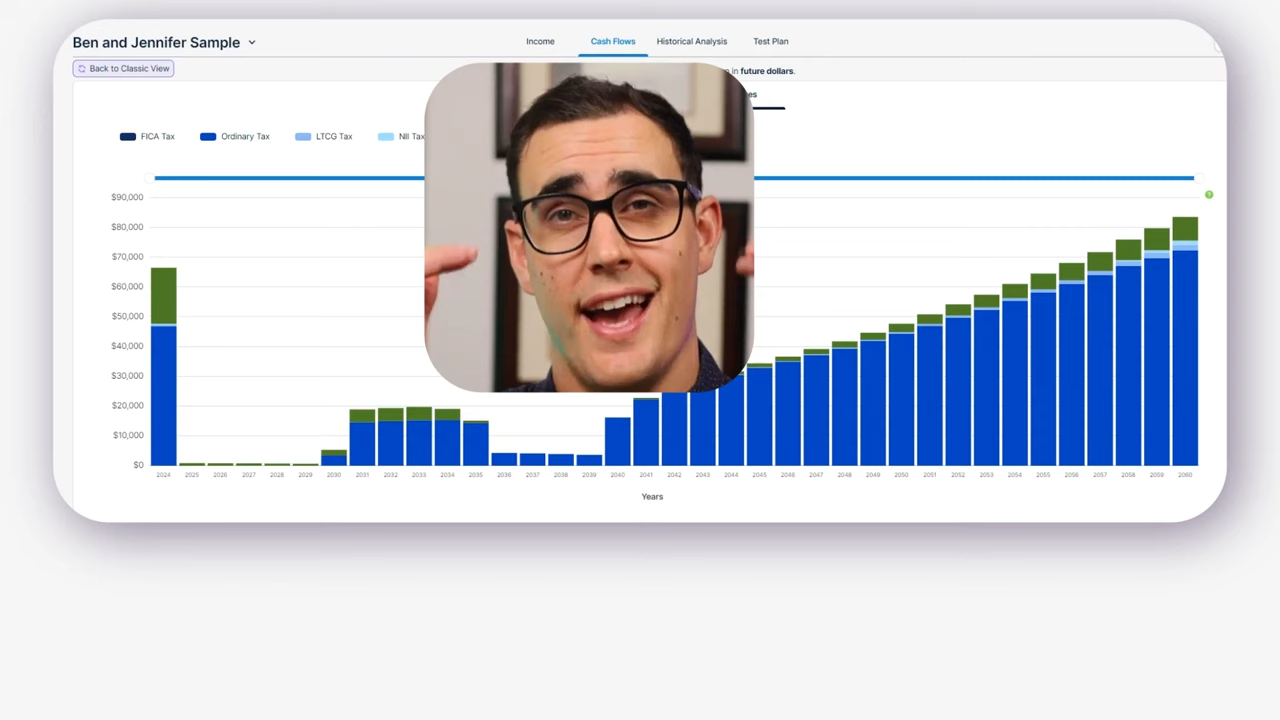 Ben and Jennifer Sample
Income Cash Flows Historical Analysis Test Plan
Back to Classic View
in future dollars.
FICA Tax Ordinary Tax LTCG Tax NII Tax
$90,000
$80,000
$70,000
$60,000
$50,000
$40,000
$30,000
$20,000
$10,000
$0
2024 2025 2026 2027 2028 2029 2030 2031 2032 2033 2034 2035 2036 2037 2038 2039 2040 2041 2042 2043 2044 2045 2046 2047 2048 2049 2050 2051 2052 2053 2054 2055 2056 2057 2058 2059 2060
Years